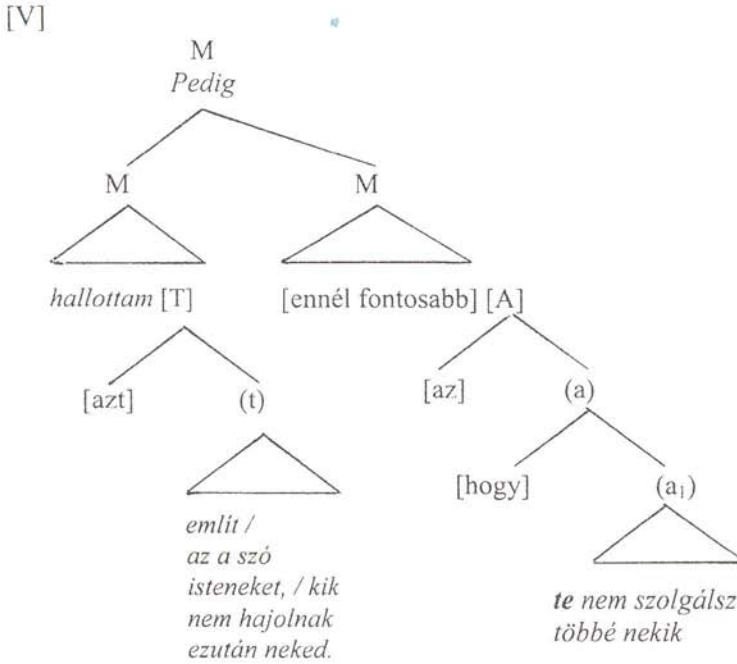 [V]
M
Pedig
M M
hallottam [T] [ennél fontosabb] [A]
[azt] (t) [az] (a)
[hogy] (a₁)
említ /
az a szó
isteneket, / kik
nem hajolnak
ezután neked.
te nem szolgálsz
többé nekik